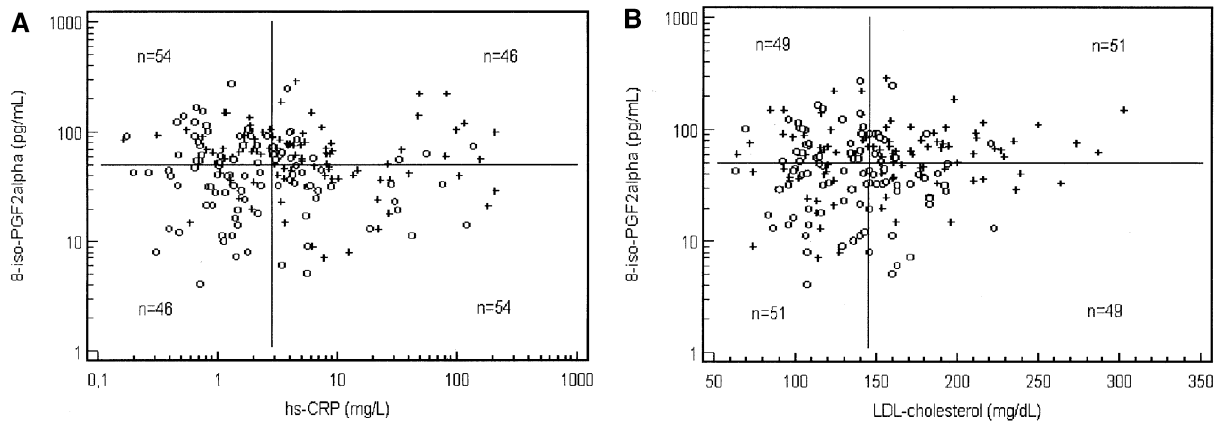 A
1000
100
10
1
8-iso-PGF2alpha (pg/mL)
n=54
n=46
n=46
n=54
0,1
1
10
100
1000
hs-CRP (mg/L)
B
1000
100
10
1
8-iso-PGF2alpha (pg/mL)
n=49
n=51
n=51
n=49
50
100
150
200
250
300
350
LDL-cholesterol (mg/dL)